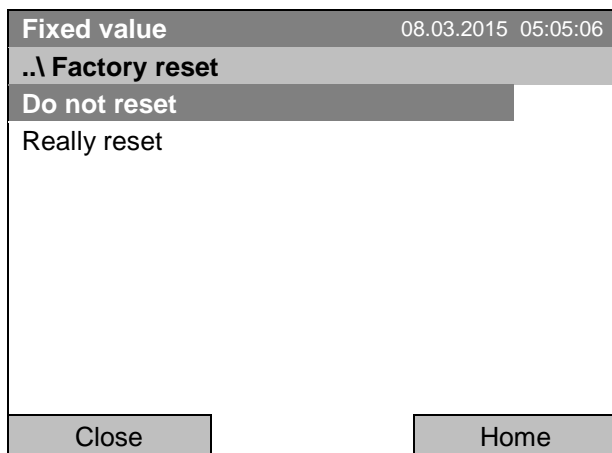 Fixed value 08.03.2015 05:05:06
..\ Factory reset
Do not reset
Really reset
Close Home